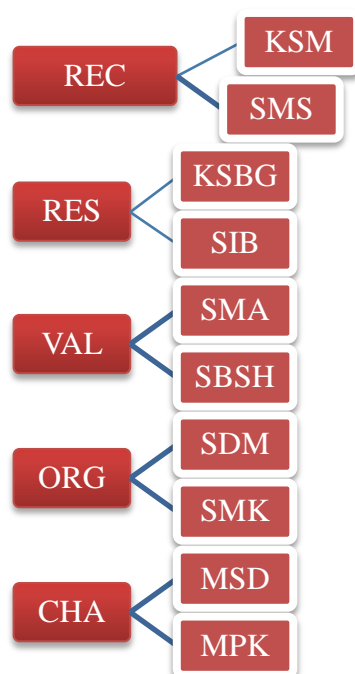 REC
KSM
SMS
RES
KSBG
SIB
VAL
SMA
SBSH
ORG
SDM
SMK
CHA
MSD
MPK